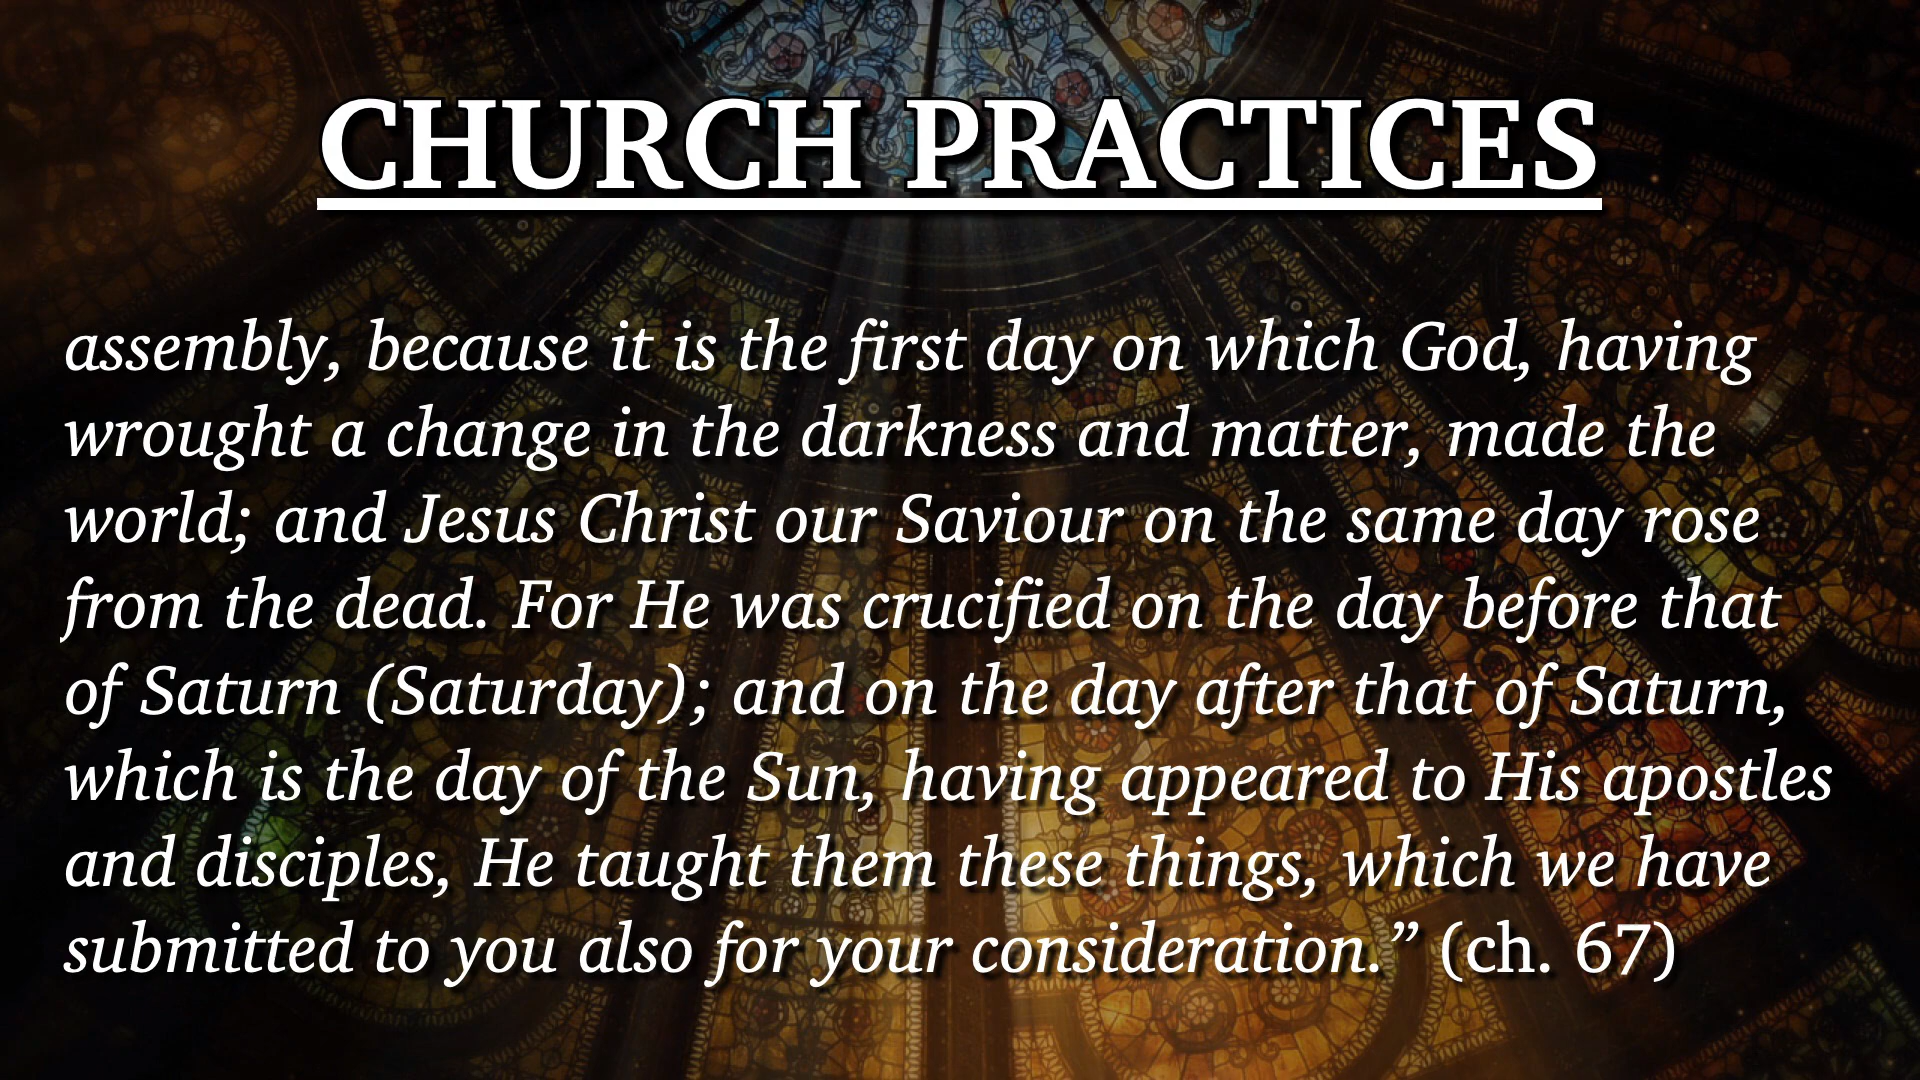 CHURCH PRACTICES
assembly, because it is the first day on which God, having
wrought a change in the darkness and matter, made the
world; and Jesus Christ our Saviour on the same day rose
from the dead. For He was crucified on the day before that
of Saturn (Saturday); and on the day after that of Saturn,
which is the day of the Sun, having appeared to His apostles
and disciples, He taught them these things, which we have
submitted to you also for your consideration.” (ch. 67)